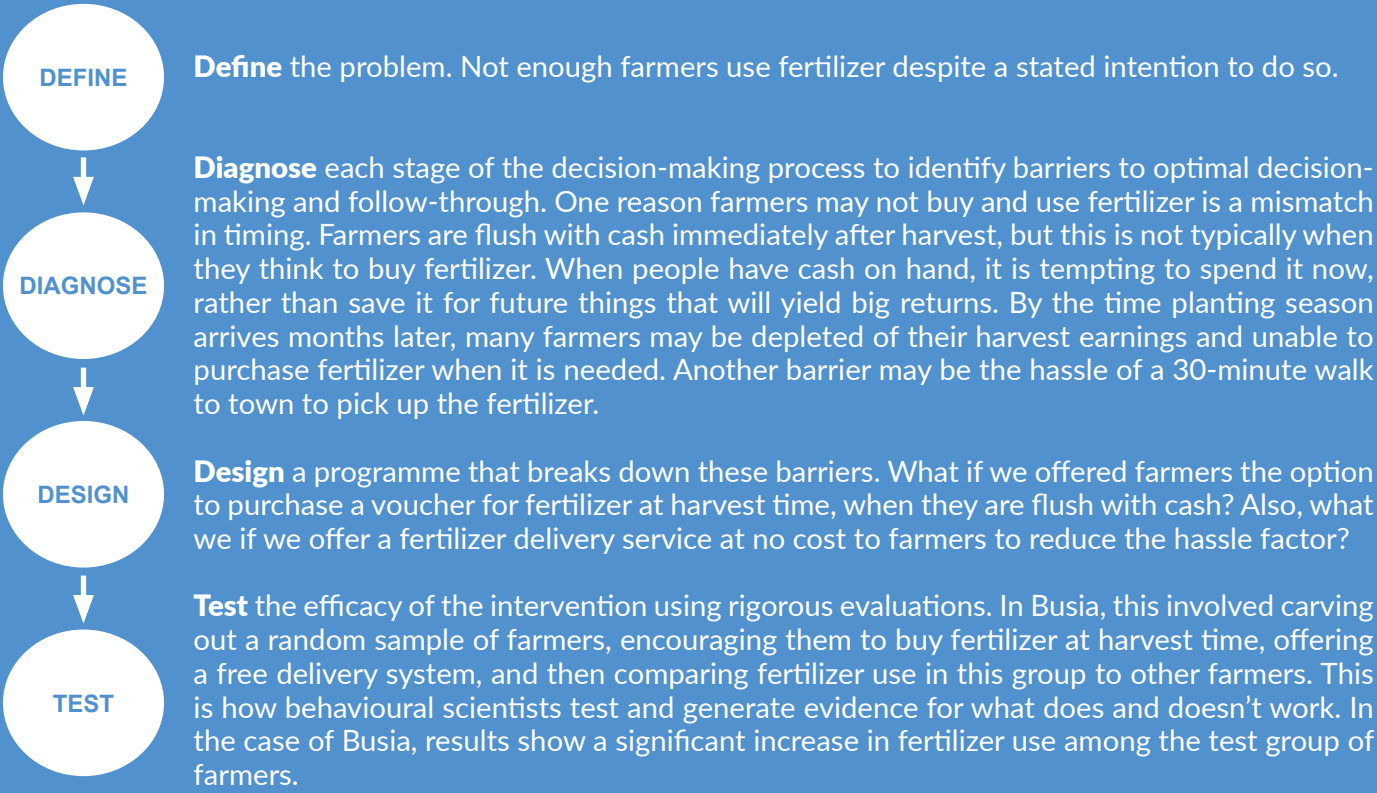 DEFINE
Define the problem. Not enough farmers use fertilizer despite a stated intention to do so.
DIAGNOSE
Diagnose each stage of the decision-making process to identify barriers to optimal decision-
making and follow-through. One reason farmers may not buy and use fertilizer is a mismatch
in timing. Farmers are flush with cash immediately after harvest, but this is not typically when
they think to buy fertilizer. When people have cash on hand, it is tempting to spend it now,
rather than save it for future things that will yield big returns. By the time planting season
arrives months later, many farmers may be depleted of their harvest earnings and unable to
purchase fertilizer when it is needed. Another barrier may be the hassle of a 30-minute walk
to town to pick up the fertilizer.
DESIGN
Design a programme that breaks down these barriers. What if we offered farmers the option
to purchase a voucher for fertilizer at harvest time, when they are flush with cash? Also, what
we if we offer a fertilizer delivery service at no cost to farmers to reduce the hassle factor?
TEST
Test the efficacy of the intervention using rigorous evaluations. In Busia, this involved carving
out a random sample of farmers, encouraging them to buy fertilizer at harvest time, offering
a free delivery system, and then comparing fertilizer use in this group to other farmers. This
is how behavioural scientists test and generate evidence for what does and doesn't work. In
the case of Busia, results show a significant increase in fertilizer use among the test group of
farmers.